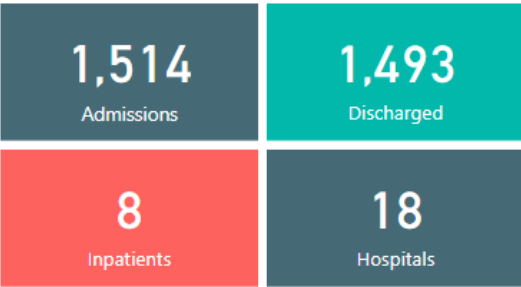 1,514
Admissions
1,493
Discharged
8
Inpatients
18
Hospitals